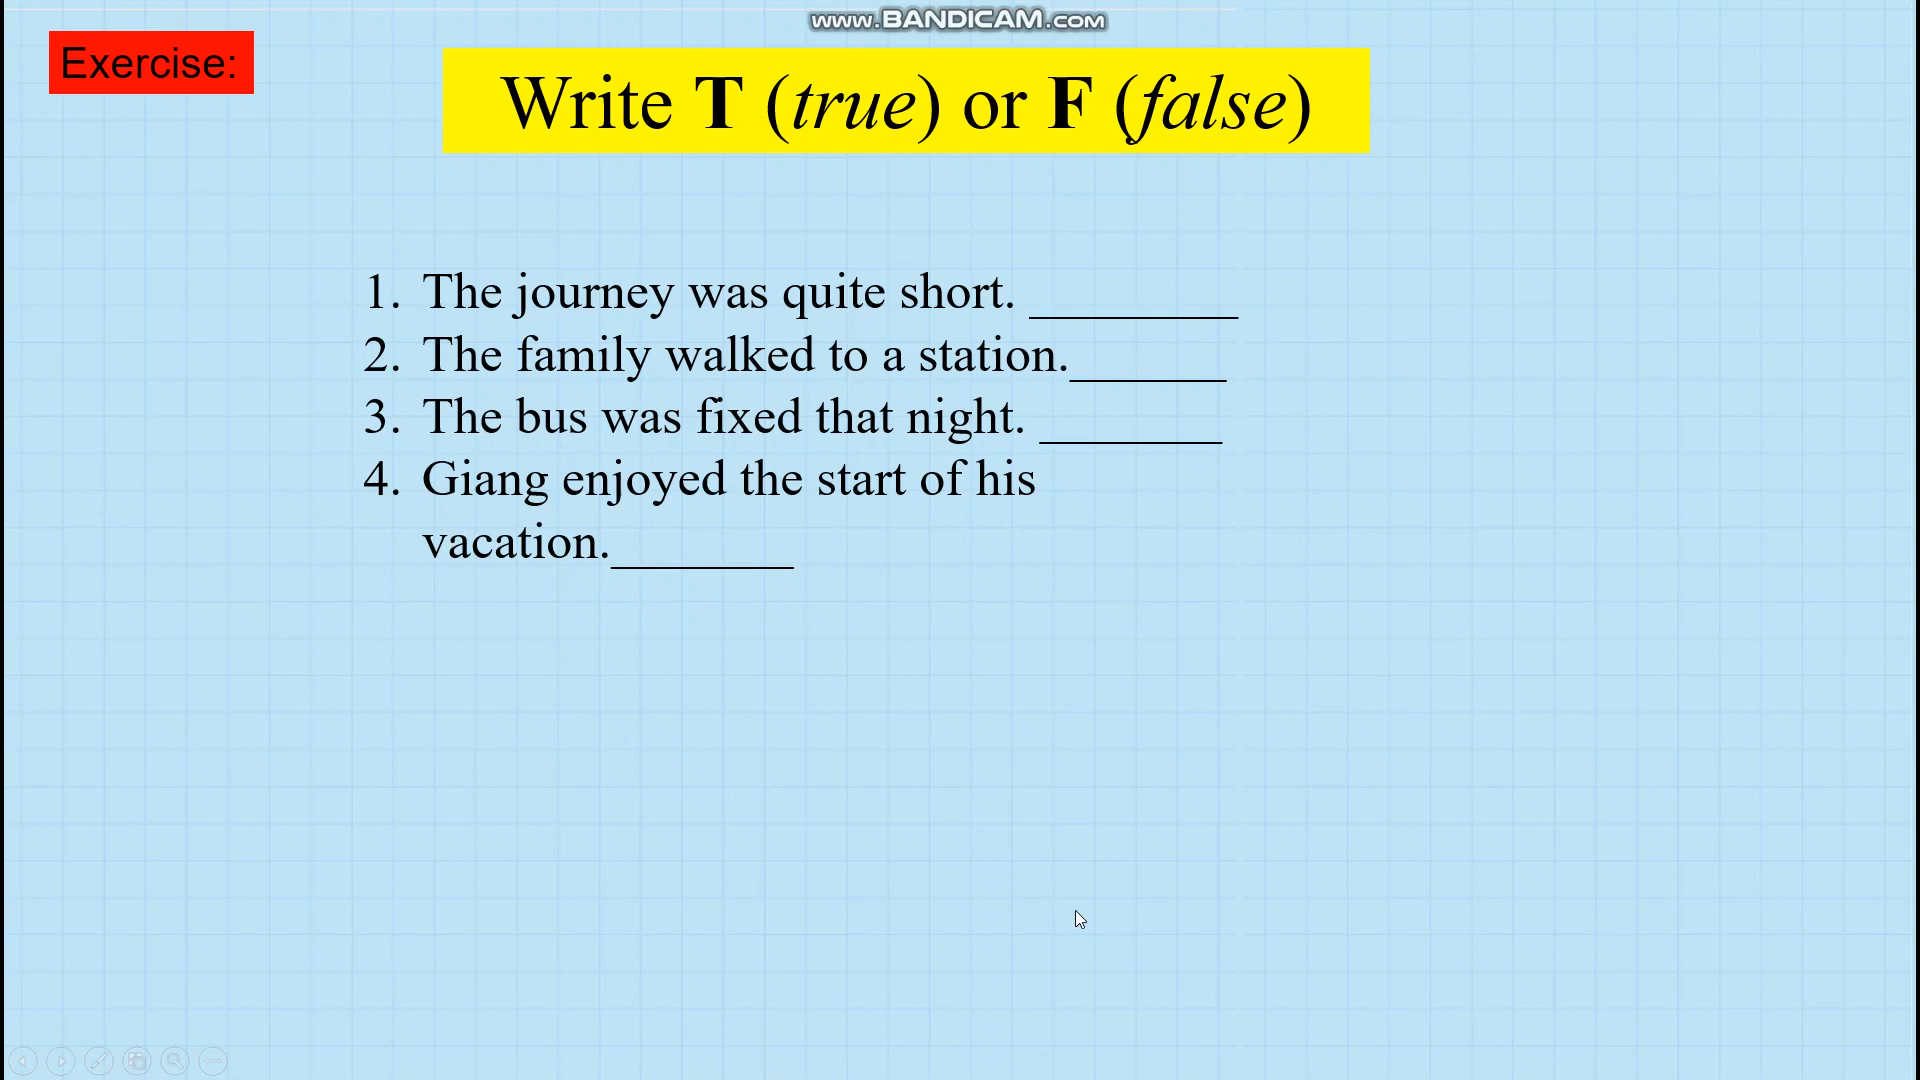 www.BANDICAM.com
Exercise:
Write T (true) or F (false)
1. The journey was quite short. ________
2. The family walked to a station.______
3. The bus was fixed that night. _______
4. Giang enjoyed the start of his
vacation._______